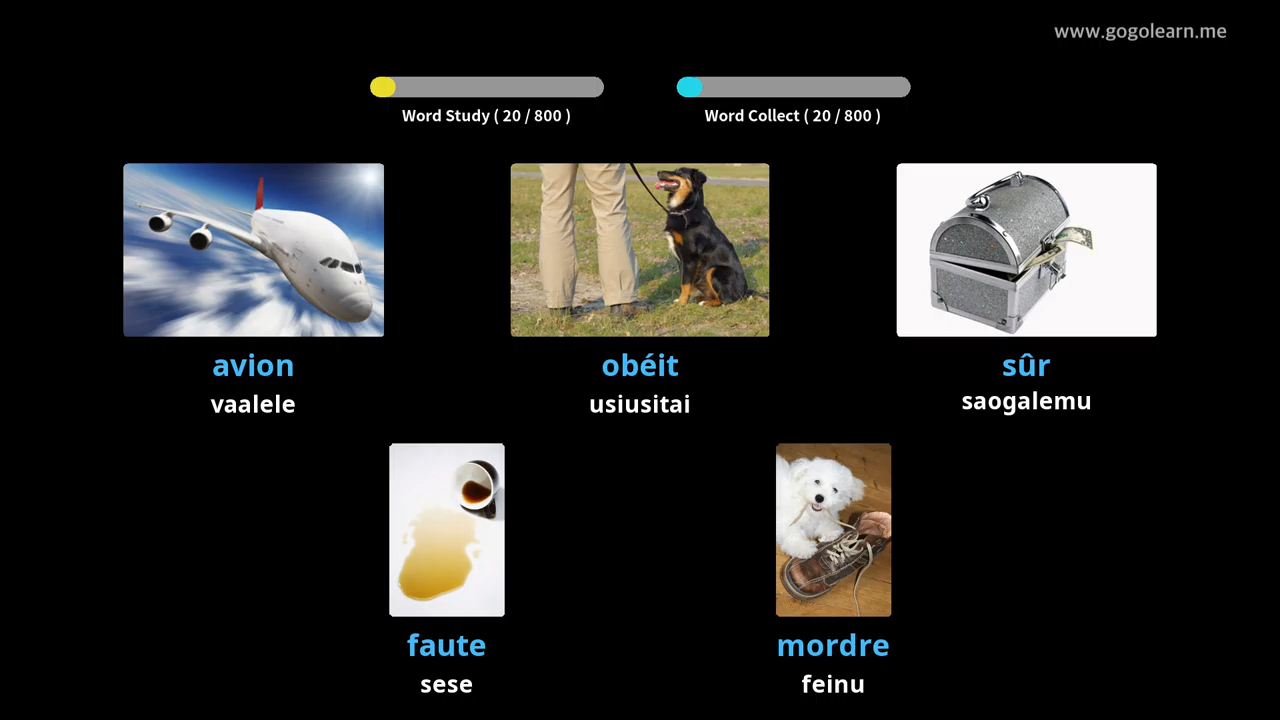 www.gogolearn.me
Word Study ( 20 / 800 )
Word Collect ( 20 / 800 )
avion
vaalele
obéit
usiusitai
sûr
saogalemu
faute
sese
mordre
feinu